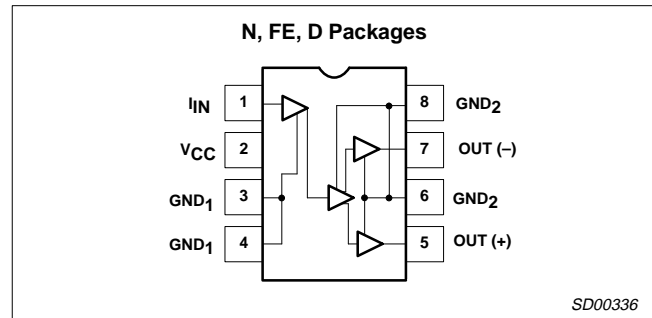 N, FE, D Packages
IIN 1
VCC 2
GND1 3
GND1 4
8 GND2
7 OUT (–)
6 GND2
5 OUT (+)
SD00336